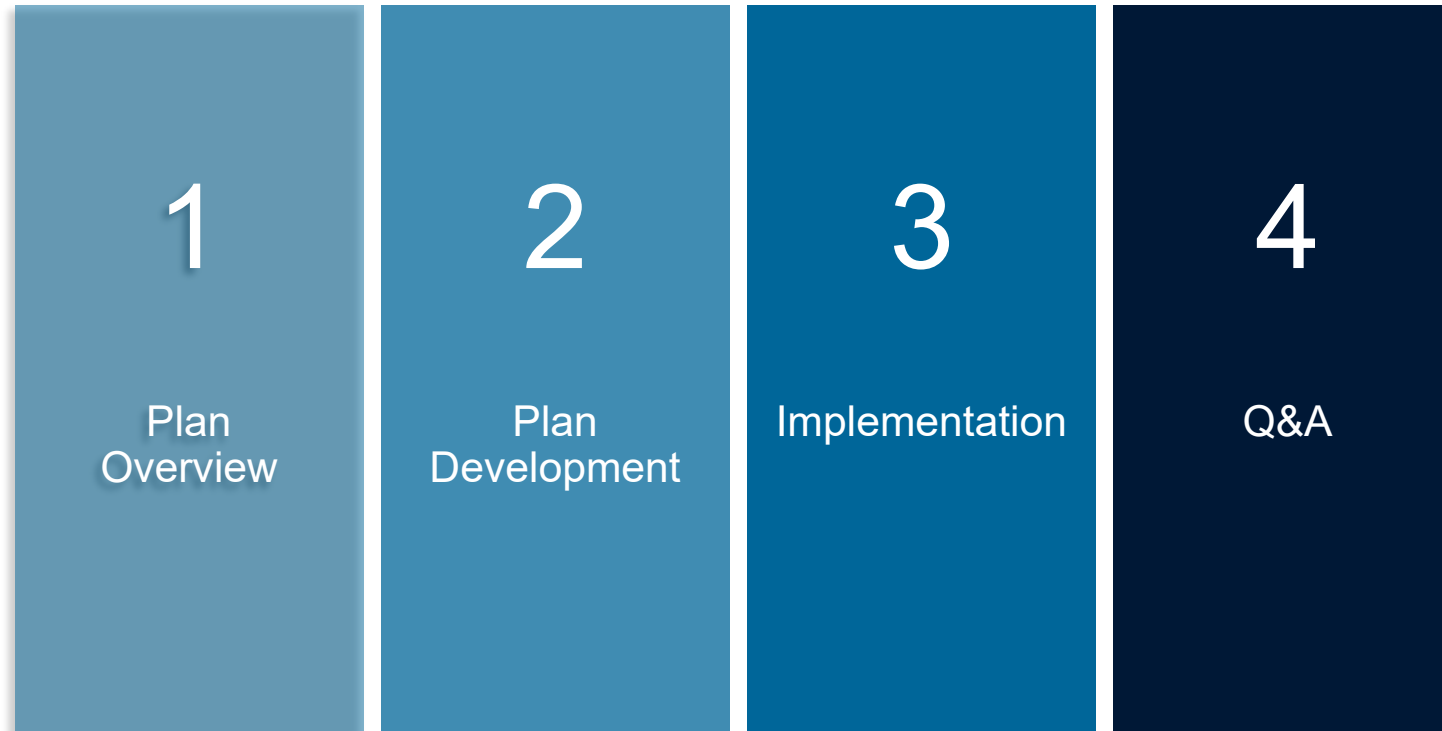 1
Plan
Overview
2
Plan
Development
3
Implementation
4
Q&A